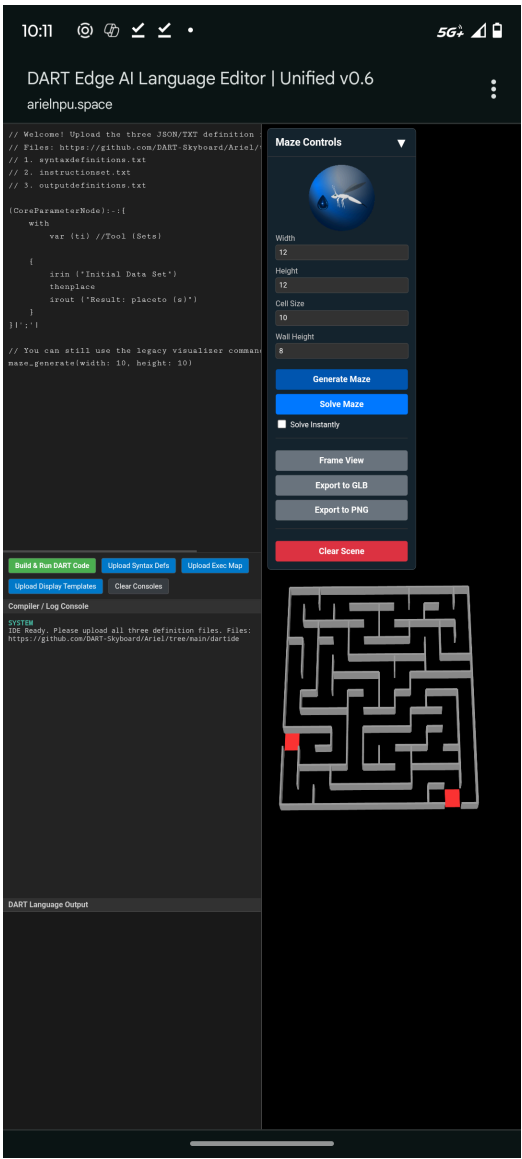 10:11
5G
DART Edge AI Language Editor | Unified v0.6
arielnpu.space
// Welcome! Upload the three JSON/TXT definition
// Files: https://github.com/DART-Skyboard/Ariel/
// 1. syntaxdefinitions.txt
// 2. instructionset.txt
// 3. outputdefinitions.txt
(CoreParameterNode):-:[
with
var (ti) //Tool (Sets)
{
irin ("Initial Data Set")
thenplace
irout ("Result: placeto (s)")
}
}|';'|
// You can still use the legacy visualizer comman
maze_generate(width: 10, height: 10)
Maze Controls ▼
Width
12
Height
12
Cell Size
10
Wall Height
8
Generate Maze
Solve Maze
Solve Instantly
Frame View
Export to GLB
Export to PNG
Clear Scene
Build & Run DART Code Upload Syntax Defs Upload Exec Map
Upload Display Templates Clear Consoles
Compiler / Log Console
SYSTEM
IDE Ready. Please upload all three definition files. Files:
https://github.com/DART-Skyboard/Ariel/tree/main/dartide
DART Language Output